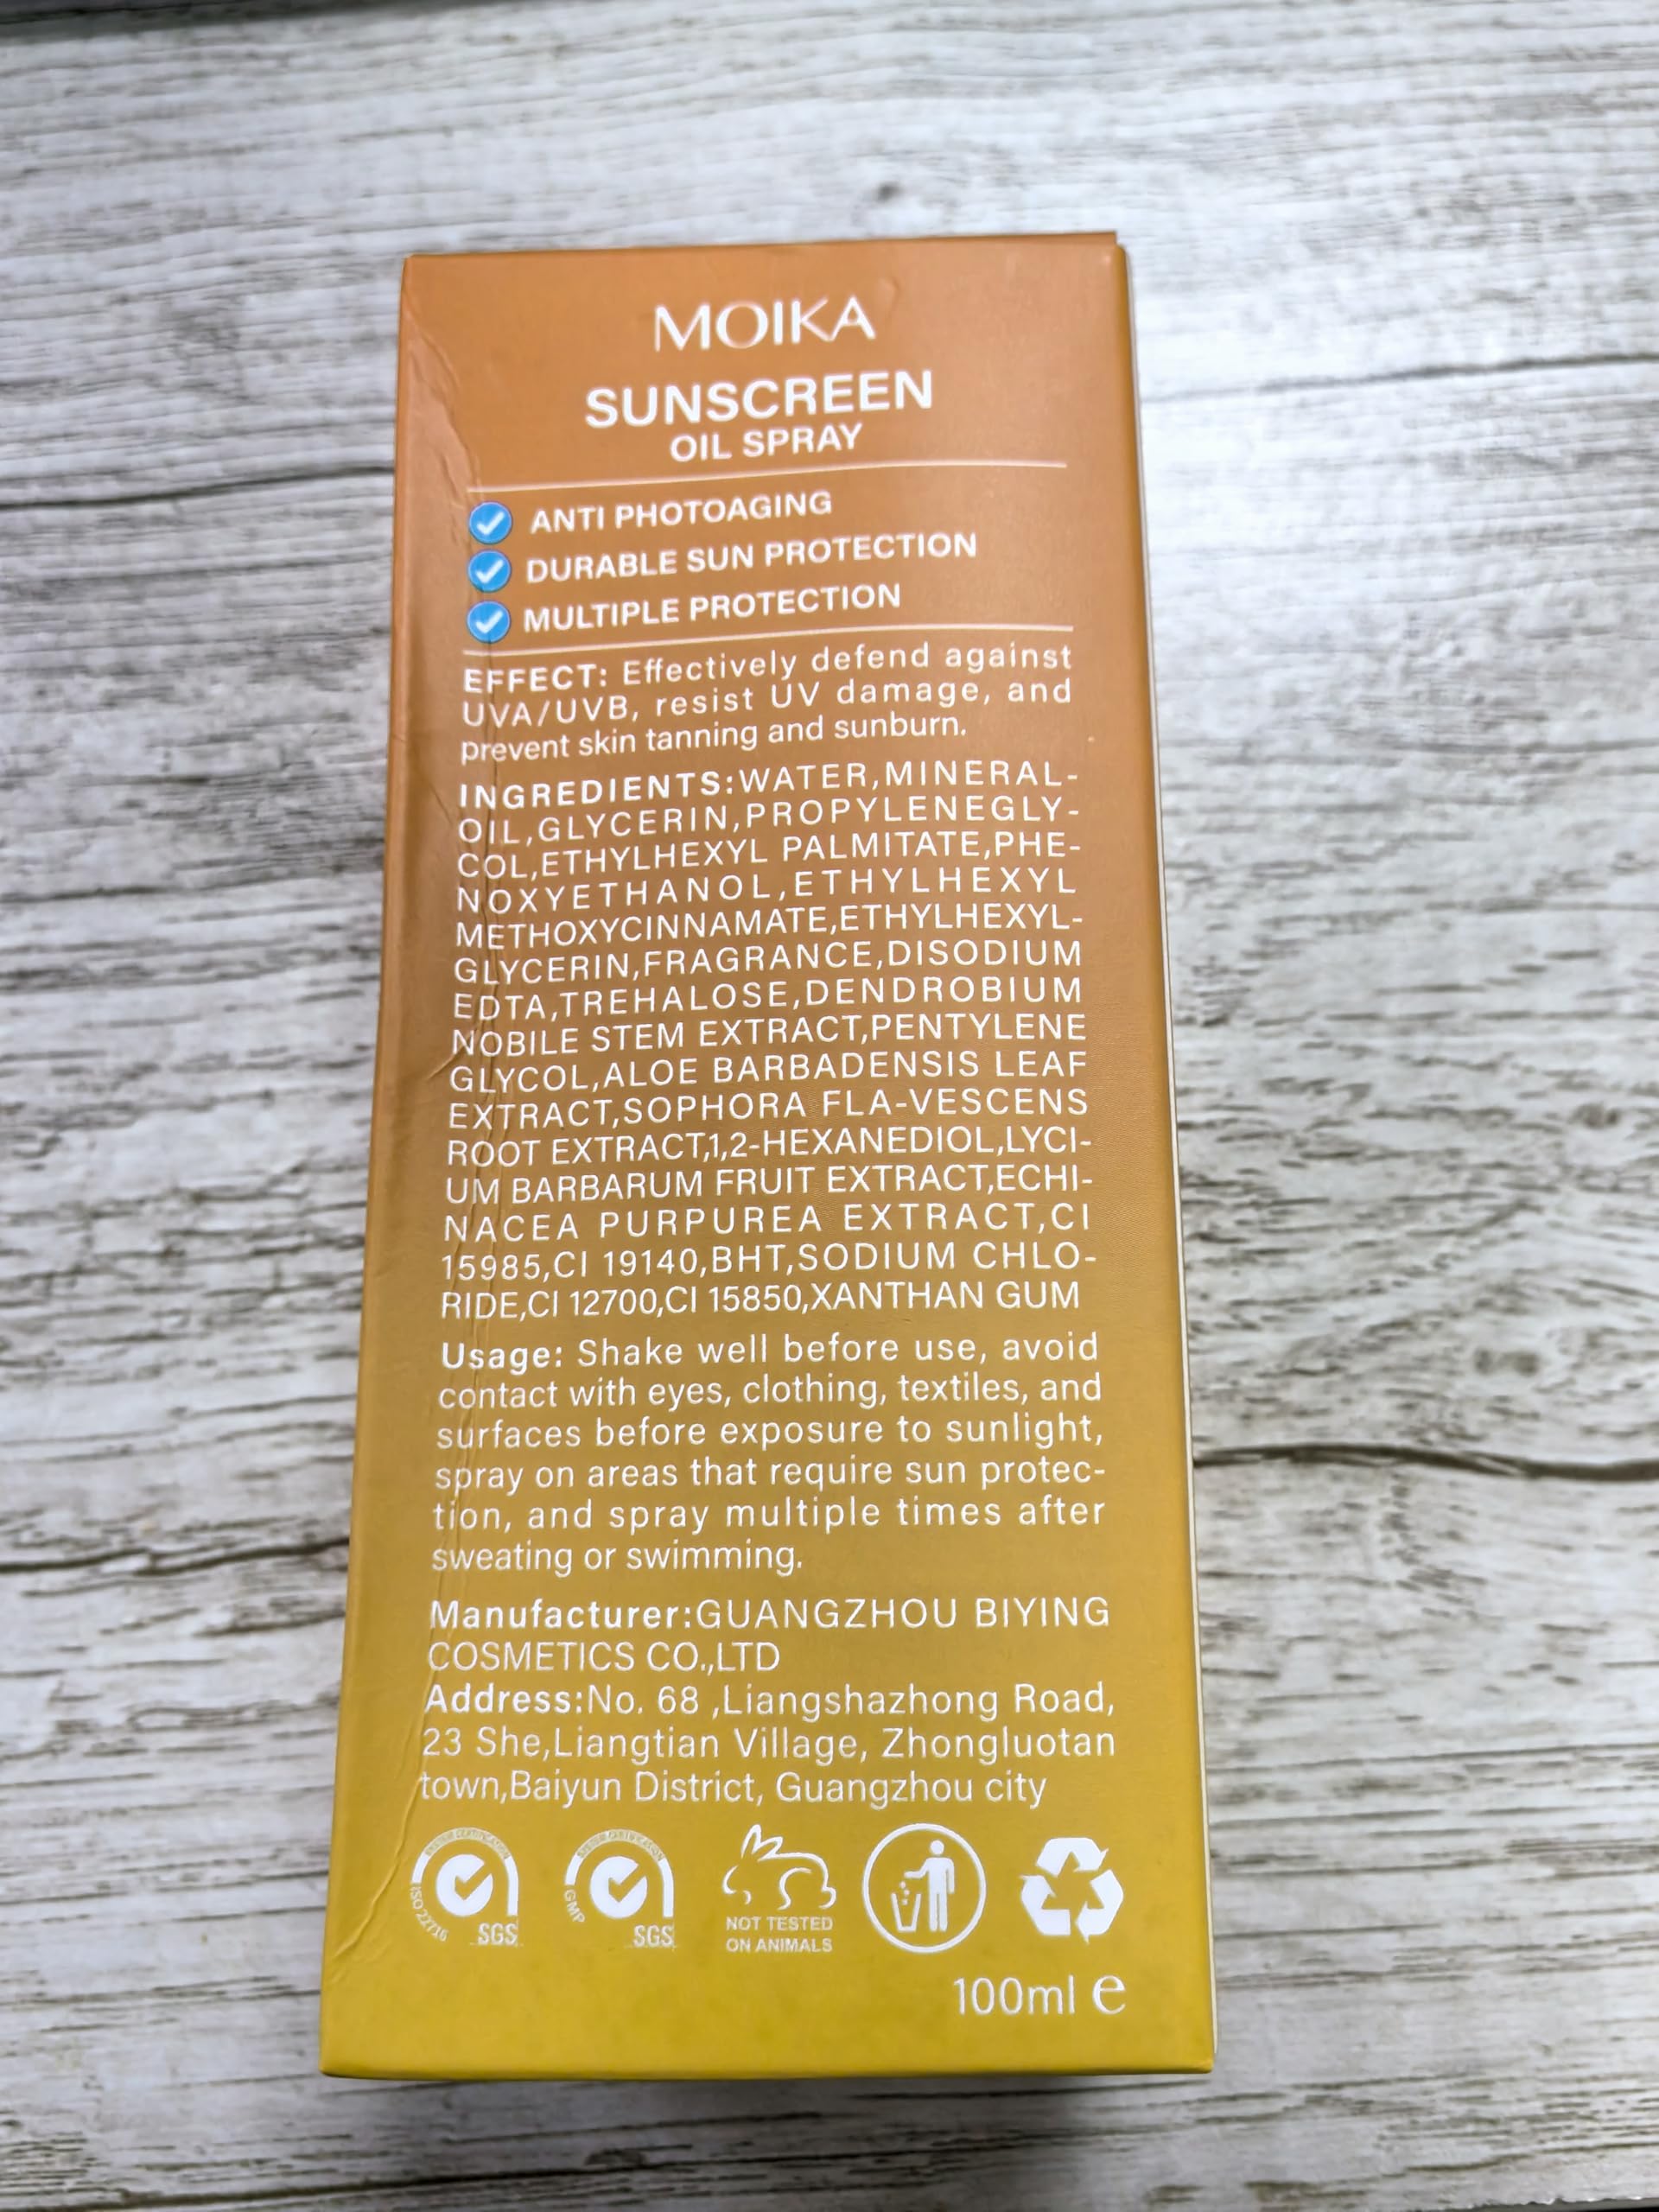 MOIKA
SUNSCREEN
OIL SPRAY
ANTI PHOTOAGING
DURABLE SUN PROTECTION
MULTIPLE PROTECTION
EFFECT: Effectively defend against
UVA/UVB, resist UV damage, and
prevent skin tanning and sunburn.
INGREDIENTS:WATER,MINERAL-
OIL,GLYCERIN,PROPYLENEGLY-
COL,ETHYLHEXYL PALMITATE,PHE-
NOXYETHANOL,ETHYLHEXYL
METHOXYCINNAMATE,ETHYLHEXYL-
GLYCERIN,FRAGRANCE,DISODIUM
EDTA,TREHALOSE,DENDROBIUM
NOBILE STEM EXTRACT,PENTYLENE
GLYCOL,ALOE BARBADENSIS LEAF
EXTRACT,SOPHORA FLA-VESCENS
ROOT EXTRACT,1,2-HEXANEDIOL,LYCI-
UM BARBARUM FRUIT EXTRACT,ECHI-
NACEA PURPUREA EXTRACT,CI
15985,CI 19140,BHT,SODIUM CHLO-
RIDE,CI 12700,CI 15850,XANTHAN GUM
Usage: Shake well before use, avoid
contact with eyes, clothing, textiles, and
surfaces before exposure to sunlight,
spray on areas that require sun protec-
tion, and spray multiple times after
sweating or swimming.
Manufacturer:GUANGZHOU BIYING
COSMETICS CO.,LTD
Address:No. 68 ,Liangshazhong Road,
23 She,Liangtian Village, Zhongluotan
town,Baiyun District, Guangzhou city
SYSTEM CERTIFICATION
ISO 22716
SGS
SYSTEM CERTIFICATION
GMP
SGS
NOT TESTED
ON ANIMALS
100ml e